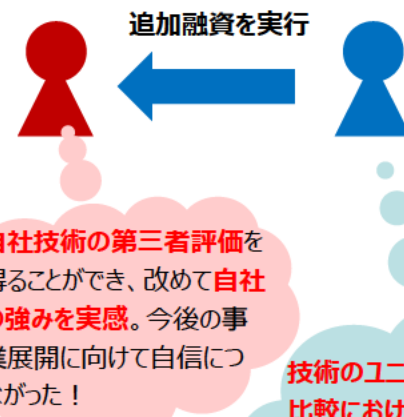 追加融資を実行
自社技術の第三者評価を
得ることができ、改めて自社
の強みを実感。今後の事
業展開に向けて自信につ
ながった！
技術のユニ
比較におけ